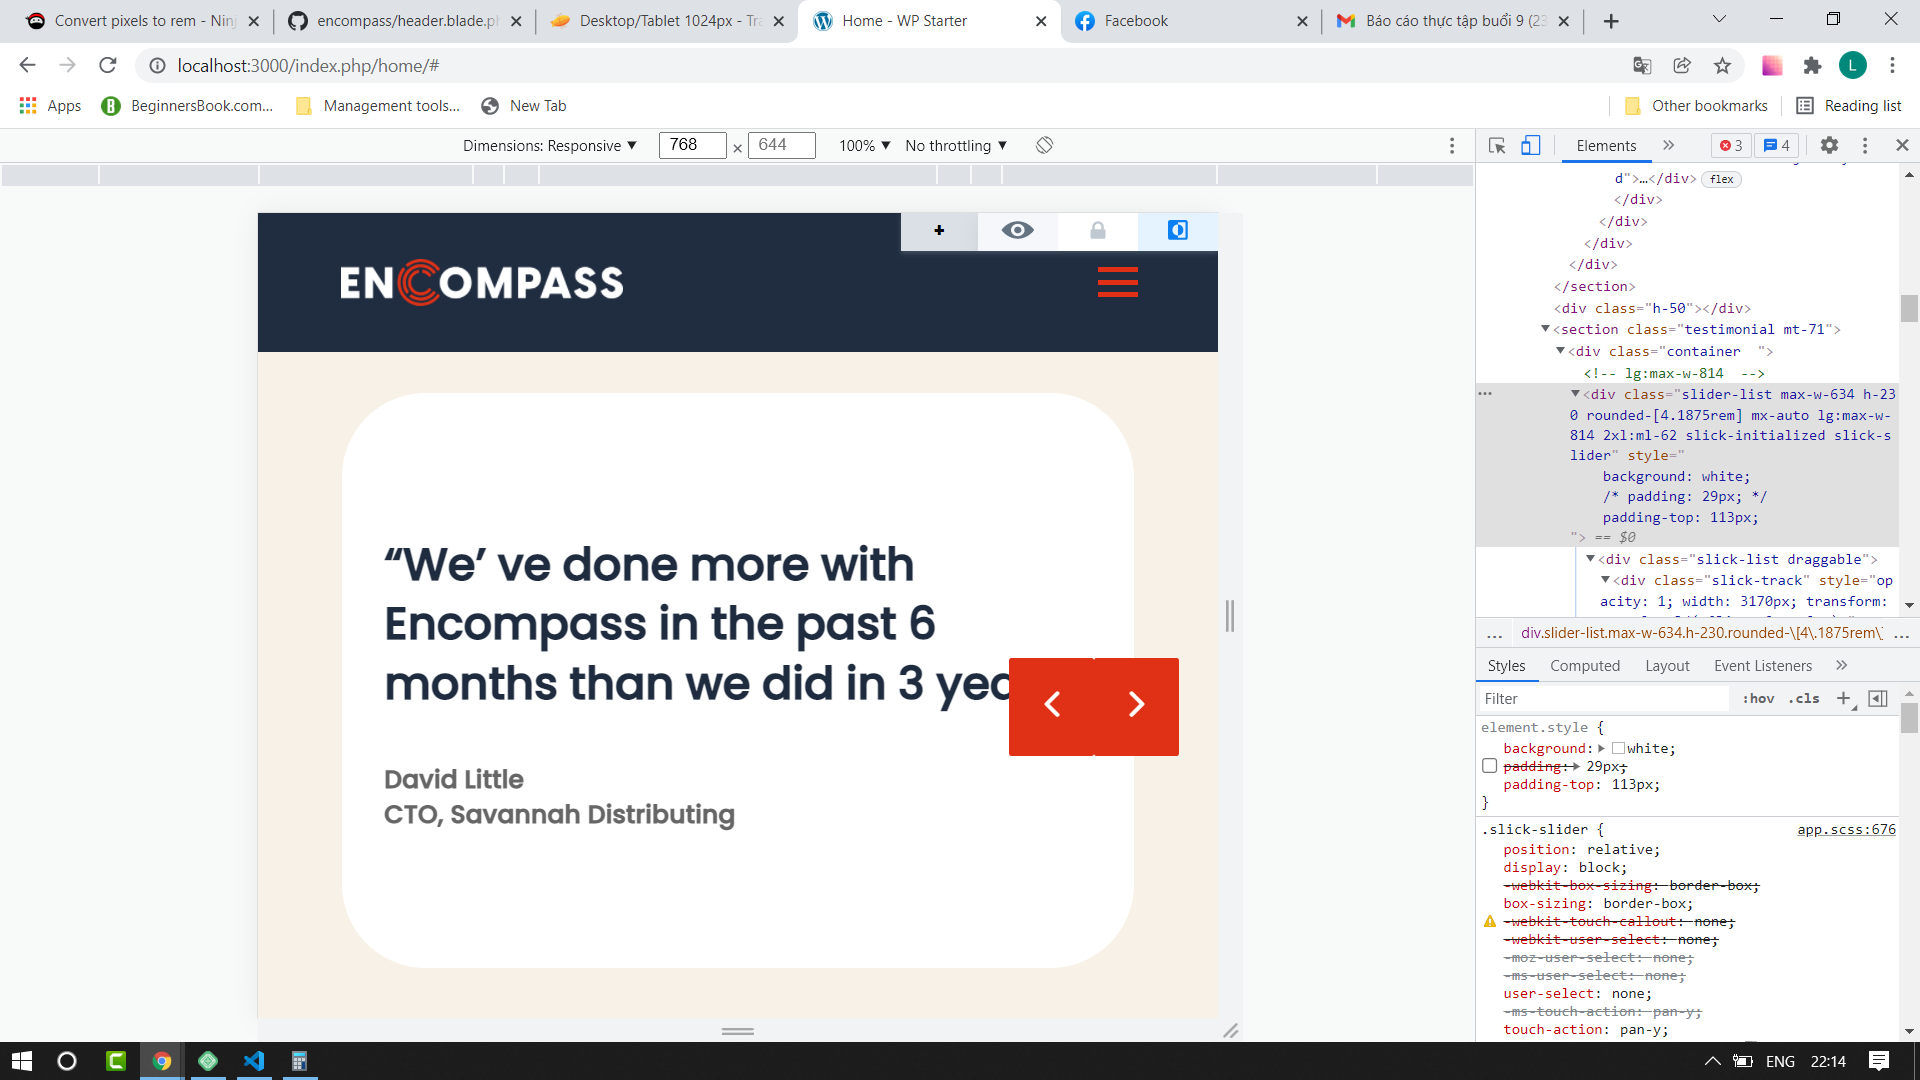 Convert pixels to rem - Ninj
encompass/header.blade.p
Desktop/Tablet 1024px - Tra
Home - WP Starter
Facebook
Báo cáo thực tập buổi 9 (23
localhost:3000/index.php/home/#
L
Apps
BeginnersBook.com...
Management tools...
New Tab
Other bookmarks
Reading list
Dimensions: Responsive
768
×
644
100%
No throttling
Elements
3
4
ENCOMPASS
“We’ ve done more with
Encompass in the past 6
months than we did in 3 yea
David Little
CTO, Savannah Distributing
d">…</div> flex
</div>
</div>
</div>
</div>
</section>
<div class="h-50"></div>
<section class="testimonial mt-71">
<div class="container  ">
<!-- lg:max-w-814  -->
<div class="slider-list max-w-634 h-23
0 rounded-[4.1875rem] mx-auto lg:max-w-
814 2xl:ml-62 slick-initialized slick-s
lider" style="
background: white;
/* padding: 29px; */
padding-top: 113px;
"> == $0
<div class="slick-list draggable">
<div class="slick-track" style="op
acity: 1; width: 3170px; transform:
... div.slider-list.max-w-634.h-230.rounded-\[4\.1875rem\] ...
Styles
Computed
Layout
Event Listeners
Filter
:hov
.cls
element.style {
background: white;
padding: 29px;
padding-top: 113px;
}
.slick-slider {
app.scss:676
position: relative;
display: block;
-webkit-box-sizing: border-box;
box-sizing: border-box;
-webkit-touch-callout: none;
-webkit-user-select: none;
-moz-user-select: none;
-ms-user-select: none;
user-select: none;
-ms-touch-action: pan-y;
touch-action: pan-y;
ENG
22:14